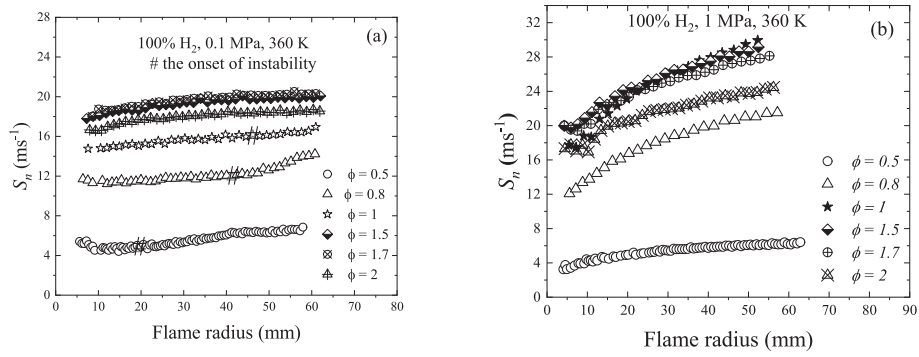 28
24
20
16
12
8
4
0
S_n (ms⁻¹)
100% H₂, 0.1 MPa, 360 K
# the onset of instability
(a)
#
#
#
ϕ = 0.5
ϕ = 0.8
ϕ = 1
ϕ = 1.5
ϕ = 1.7
ϕ = 2
0 10 20 30 40 50 60 70 80
Flame radius (mm)
32
28
24
20
16
12
8
4
0
S_n (ms⁻¹)
100% H₂, 1 MPa, 360 K
(b)
ϕ = 0.5
ϕ = 0.8
ϕ = 1
ϕ = 1.5
ϕ = 1.7
ϕ = 2
0 10 20 30 40 50 60 70 80 90
Flame radius (mm)